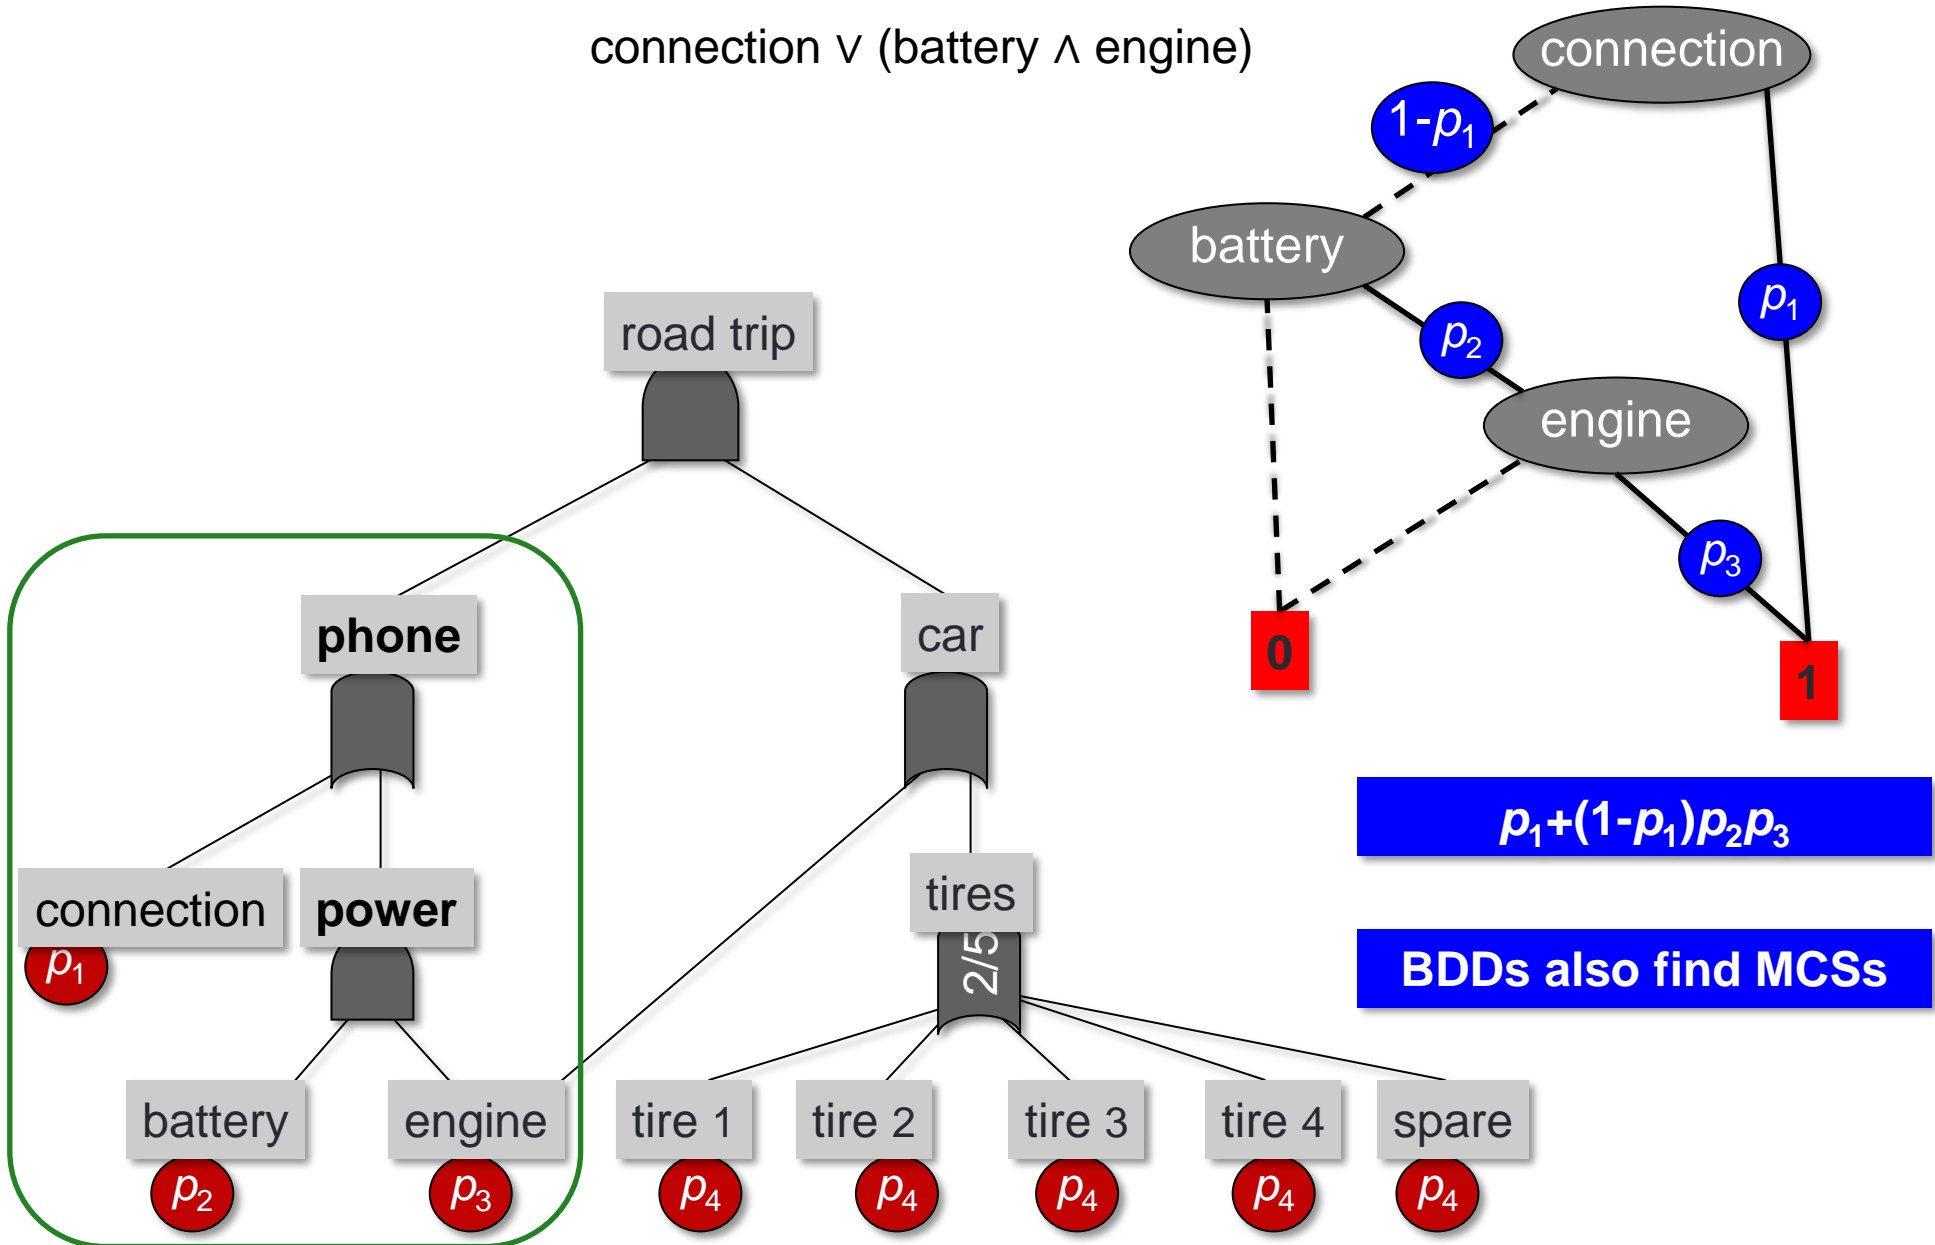 connection ∨ (battery ∧ engine)
connection
1-p₁
battery
p₁
road trip
p₂
engine
p₃
phone
car
0
1
p₁+(1-p₁)p₂p₃
connection
power
tires
2/5
p₁
BDDs also find MCSs
battery
engine
tire 1
tire 2
tire 3
tire 4
spare
p₂
p₃
p₄
p₄
p₄
p₄
p₄